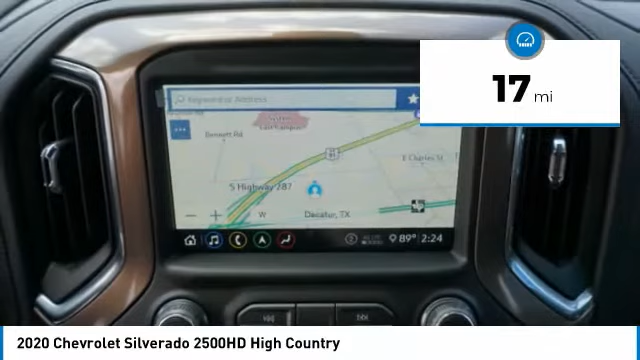 17 mi
Keyword or Address
Bennett Rd
E Charles St
S Highway 287
W
Decatur, TX
89° 2:24
2020 Chevrolet Silverado 2500HD High Country